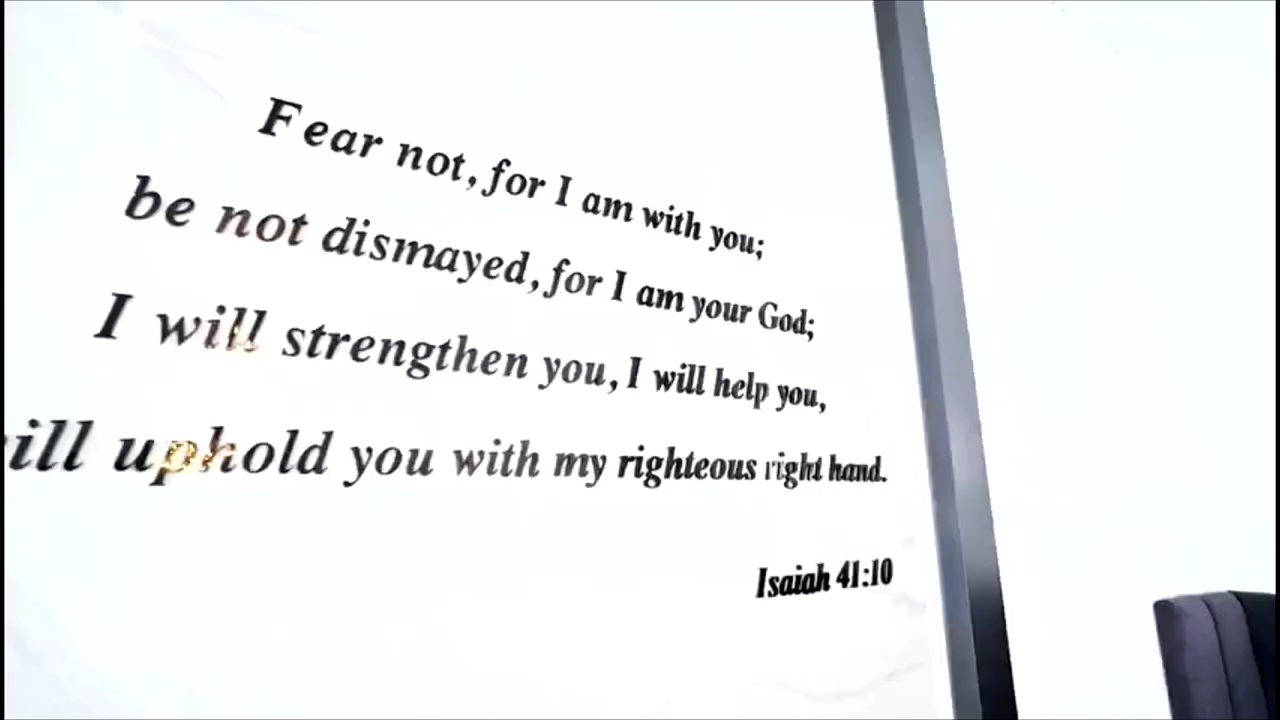 Fear not, for I am with you;
be not dismayed, for I am your God;
I will strengthen you, I will help you,
uphold you with my righteous right hand.
Isaiah 41:10